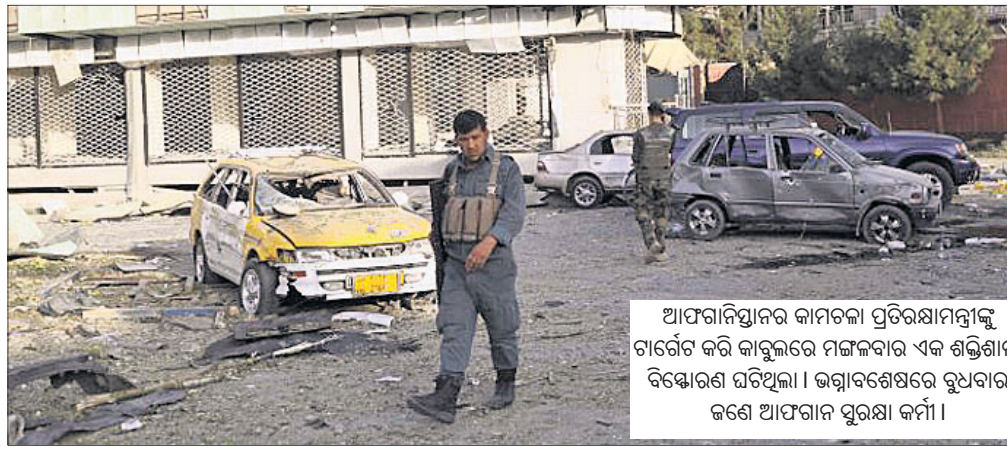 ଆଫଗାନିସ୍ତାନର କାମଚଳା ପ୍ରତିରକ୍ଷାମନ୍ତ୍ରୀଙ୍କୁ
ଟାର୍ଗେଟ କରି କାବୁଲରେ ମଙ୍ଗଳବାର ଏକ
ବିସ୍ଫୋରଣ ଘଟିଥିଲା । ଭଗ୍ନାବଶେଷରେ ବୁଧବାର
ଜଣେ ଆଫଗାନ ସୁରକ୍ଷା କର୍ମୀ ।